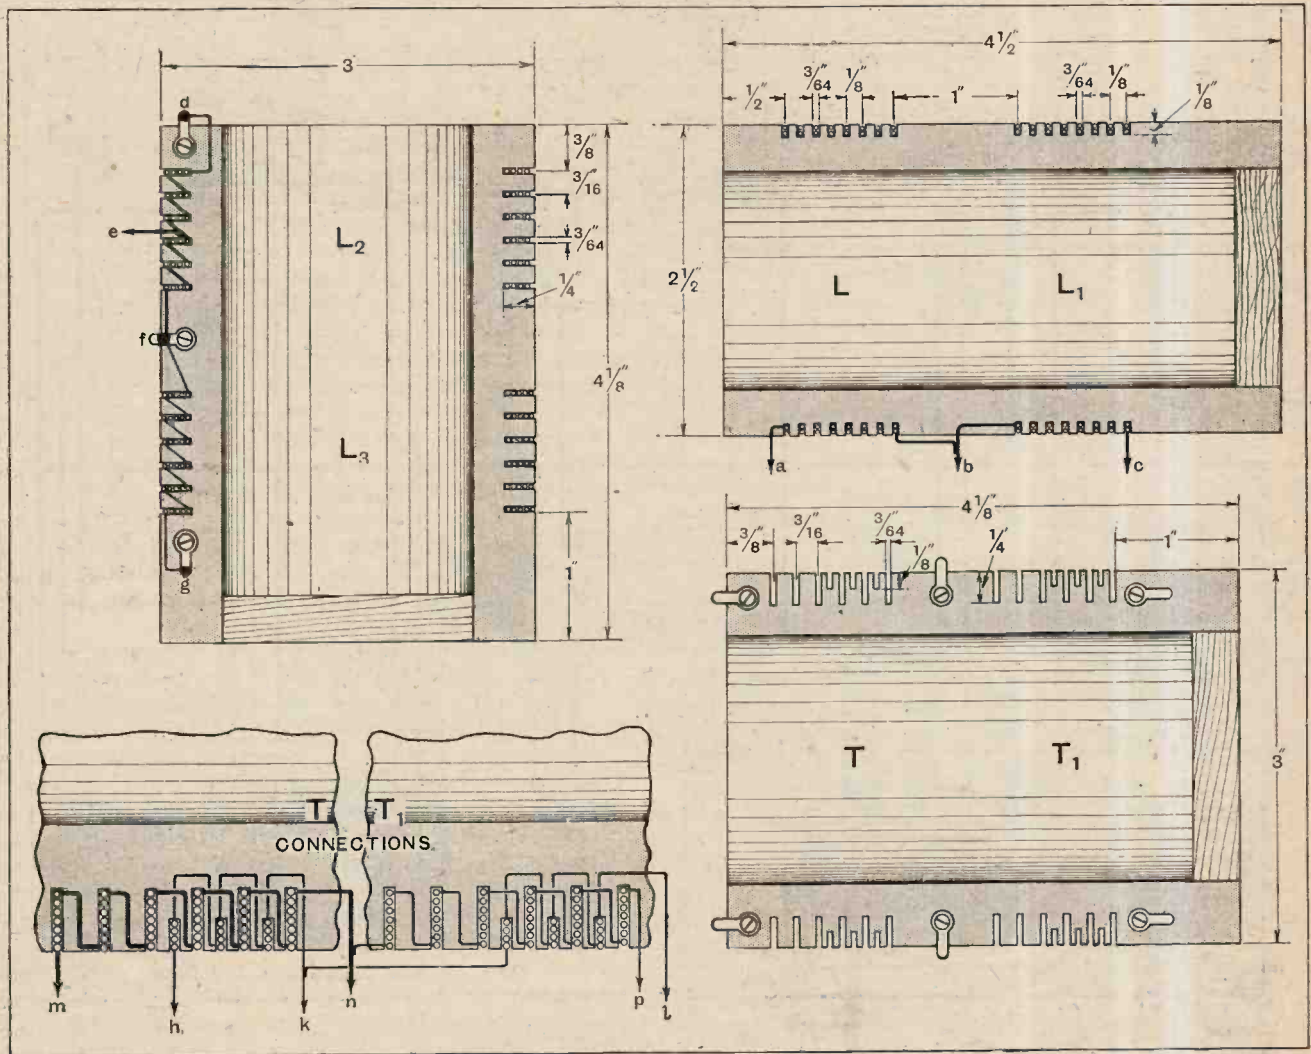 3
d
3/8"
3/16"
e
L₂
3/64"
1/4"
f
4 1/8"
L₃
g
1"
4 1/2"
1/2"
3/64"
1/8"
1"
3/64"
1/8"
1/8"
2 1/2"
L
L₁
a
b
c
4 1/8"
3/8"
3/16"
3/64"
1/8"
1/4"
1"
T
T₁
3"
T
T₁
CONNECTIONS
m
h
k
n
p
l